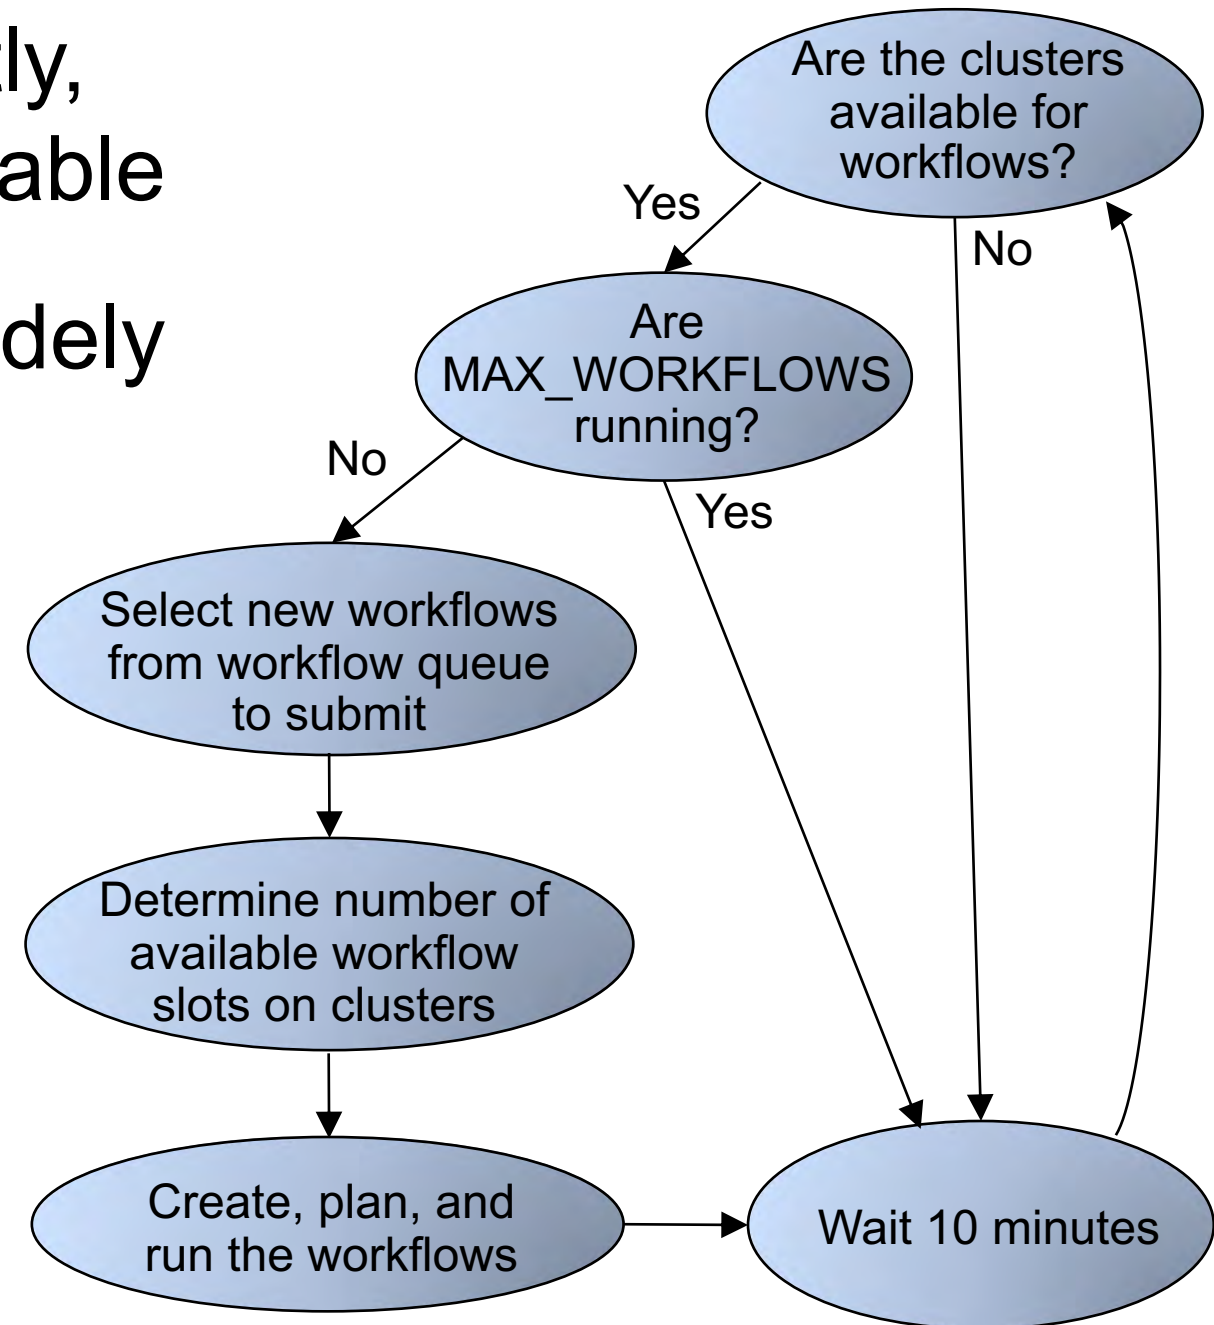 tly,
able
dely
Are the clusters
available for
workflows?
Yes
No
Are
MAX_WORKFLOWS
running?
No
Yes
Select new workflows
from workflow queue
to submit
Determine number of
available workflow
slots on clusters
Create, plan, and
run the workflows
Wait 10 minutes